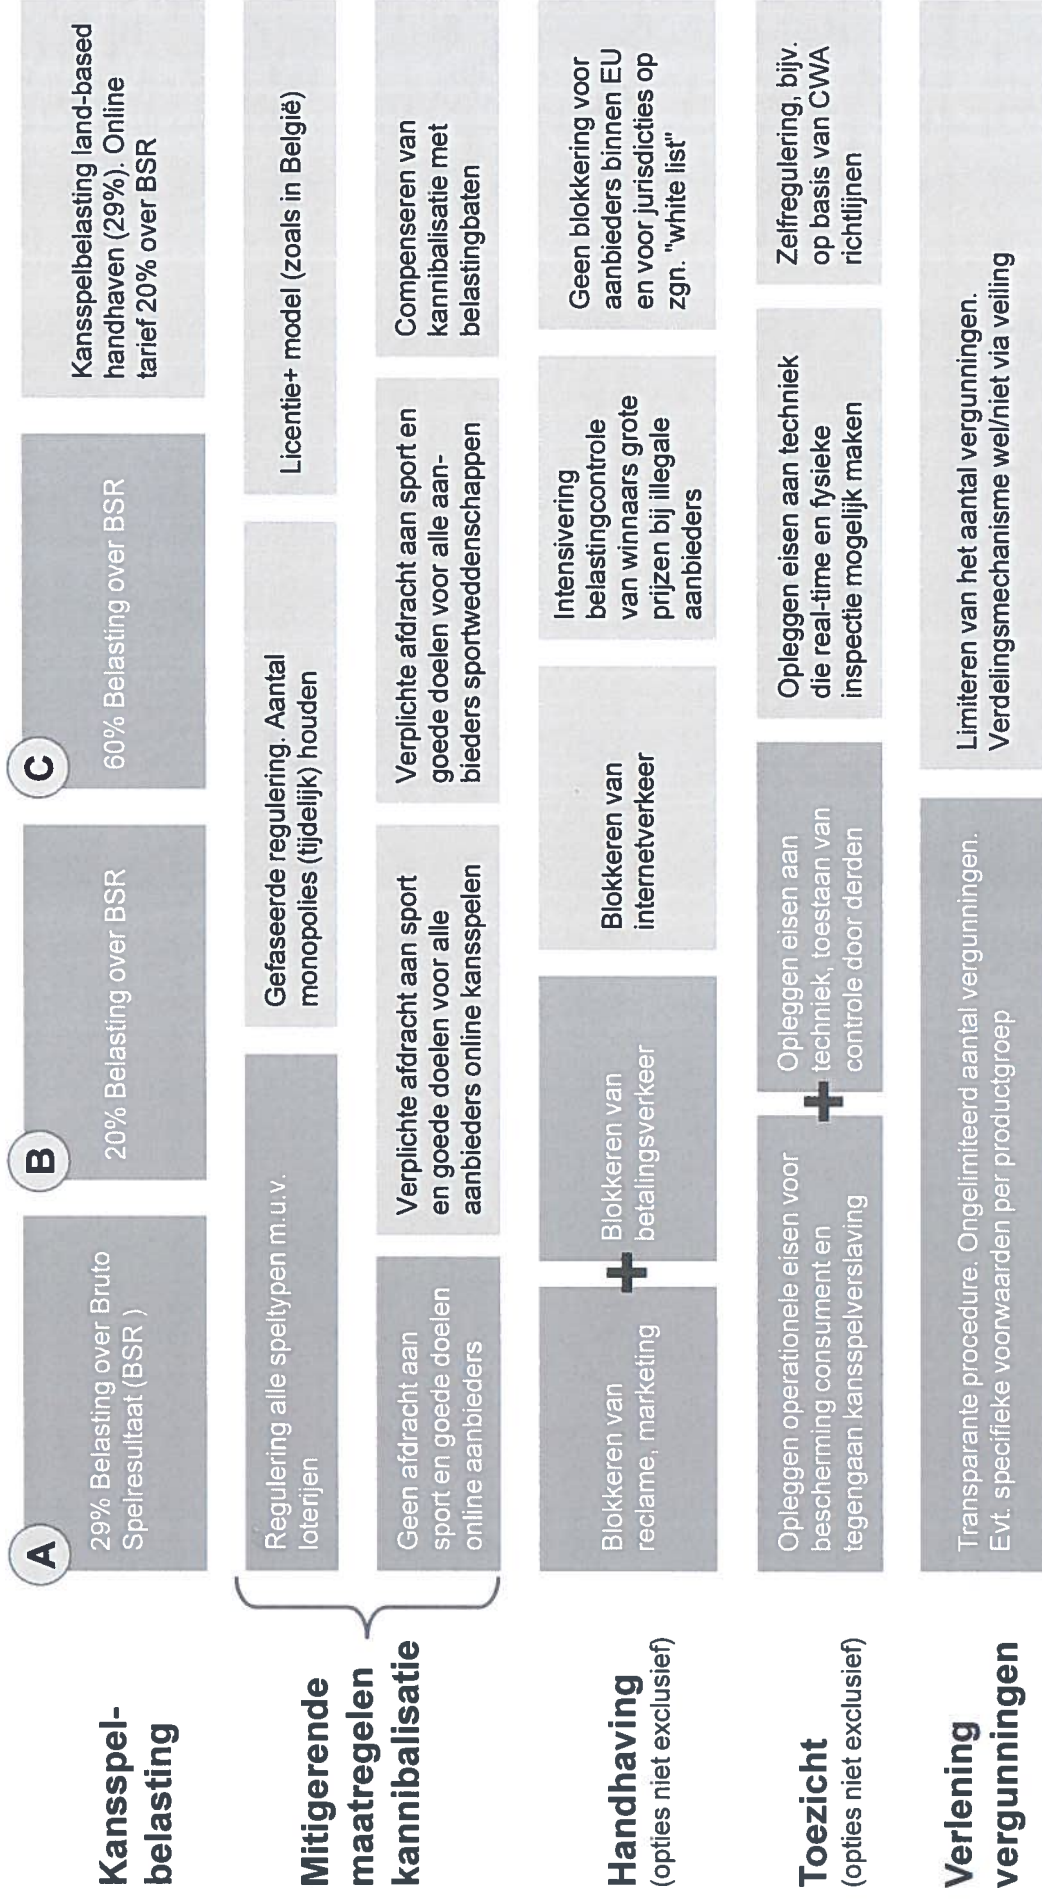 Kansspel-
belasting
A
29% Belasting over Bruto
Spelresultaat (BSR )
B
20% Belasting over BSR
C
60% Belasting over BSR
Kansspelbelasting land-based
handhaven (29%). Online
tarief 20% over BSR
Mitigerende
maatregelen
kannibalisatie
Regulering alle speltypen m.u.v.
loterijen
Gefaseerde regulering. Aantal
monopolies (tijdelijk) houden
Licentie+ model (zoals in België)
Geen afdracht aan
sport en goede doelen
online aanbieders
Verplichte afdracht aan sport
en goede doelen voor alle
aanbieders online kansspelen
Verplichte afdracht aan sport en
goede doelen voor alle aan-
bieders sportweddenschappen
Compenseren van
kannibalisatie met
belastingbaten
Handhaving
(opties niet exclusief)
Blokkeren van
reclame, marketing
+
Blokkeren van
betalingsverkeer
Blokkeren van
internetverkeer
Intensivering
belastingcontrole
van winnaars grote
prijzen bij illegale
aanbieders
Geen blokkering voor
aanbieders binnen EU
en voor jurisdicties op
zgn. "white list"
Toezicht
(opties niet exclusief)
Opleggen operationele eisen voor
bescherming consument en
tegengaan kansspelverslaving
+
Opleggen eisen aan
techniek, toestaan van
controle door derden
Opleggen eisen aan techniek
die real-time en fysieke
inspectie mogelijk maken
Zelfregulering, bijv.
op basis van CWA
richtlijnen
Verlening
vergunningen
Transparante procedure. Ongelimiteerd aantal vergunningen.
Evt. specifieke voorwaarden per productgroep
Limiteren van het aantal vergunningen.
Verdelingsmechanisme wel/niet via veiling